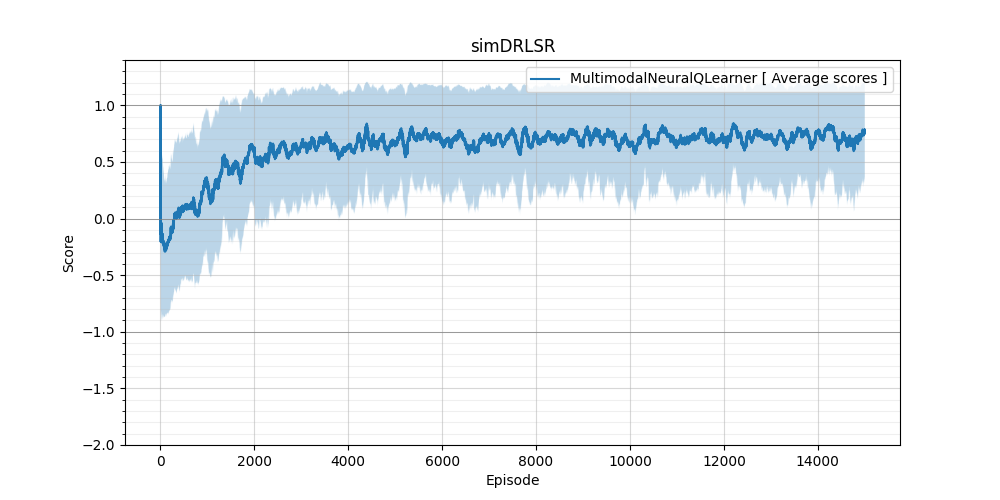 simDRLSR
MultimodalNeuralQLearner [ Average scores ]
1.0
0.5
0.0
−0.5
−1.0
−1.5
−2.0
Score
0 2000 4000 6000 8000 10000 12000 14000
Episode